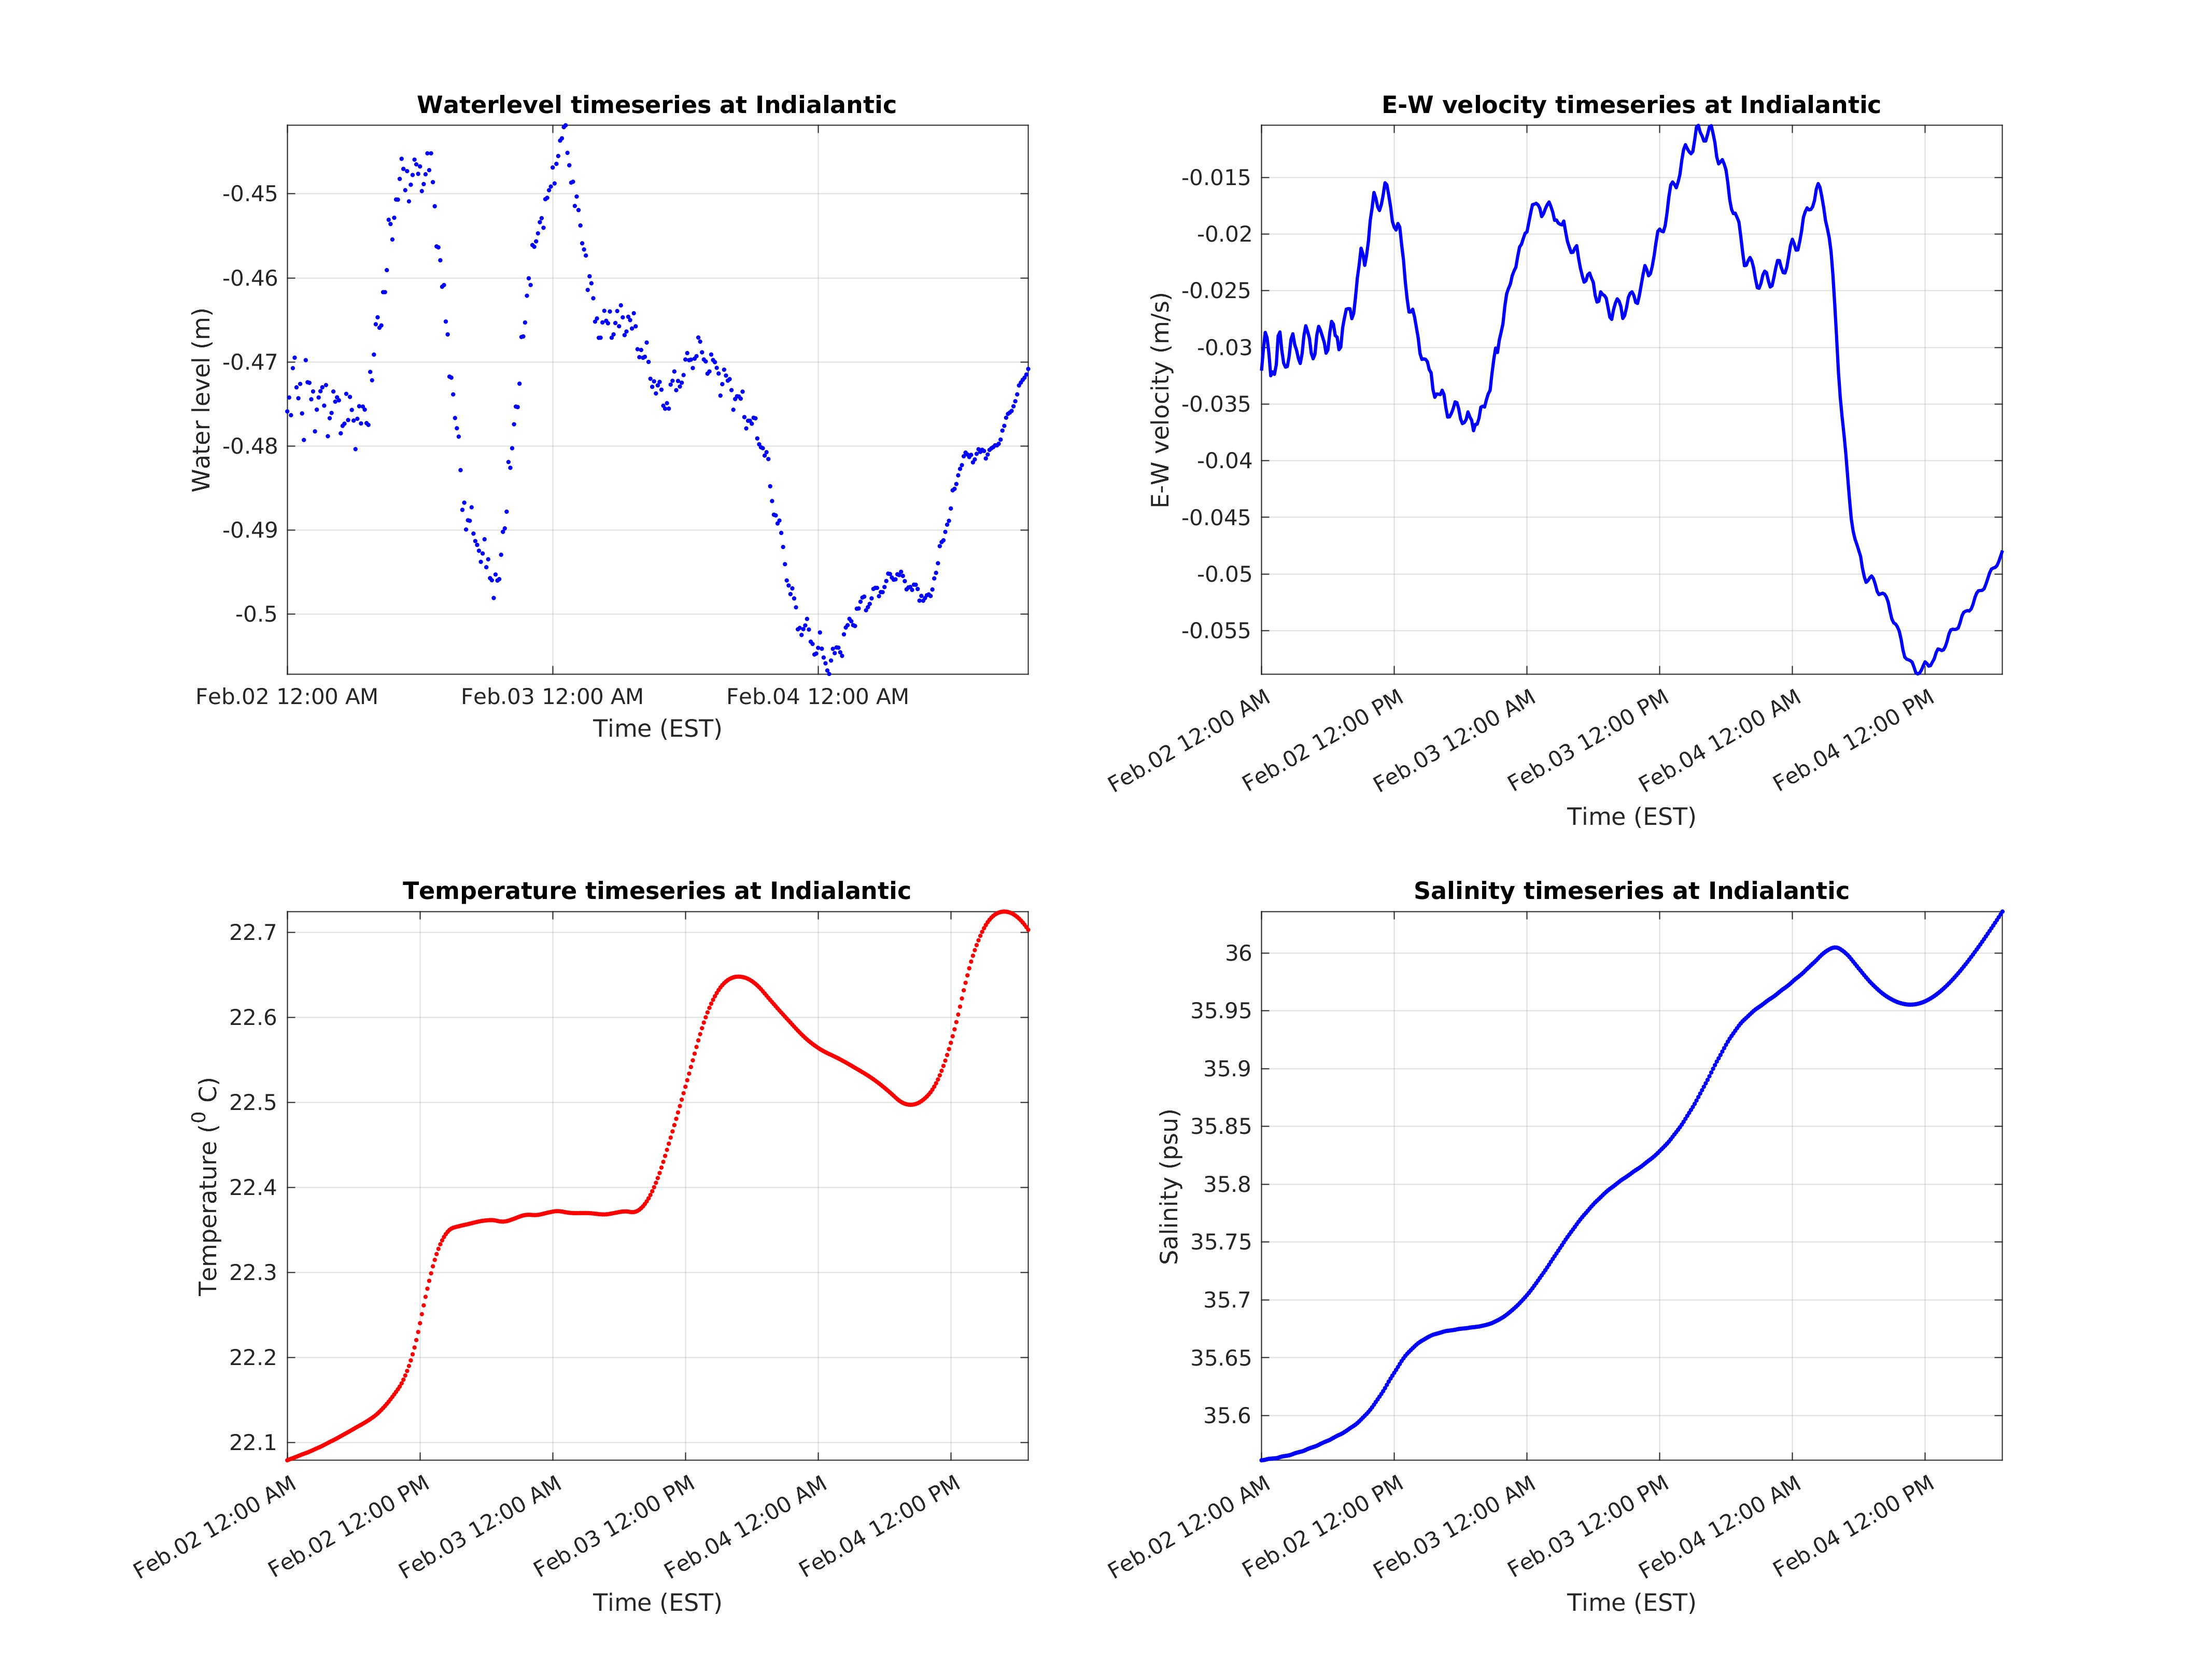 Waterlevel timeseries at Indialantic
Water level (m)
-0.45
-0.46
-0.47
-0.48
-0.49
-0.5
Feb.02 12:00 AM
Feb.03 12:00 AM
Feb.04 12:00 AM
Time (EST)
E-W velocity timeseries at Indialantic
E-W velocity (m/s)
-0.015
-0.02
-0.025
-0.03
-0.035
-0.04
-0.045
-0.05
-0.055
Feb.02 12:00 AM
Feb.02 12:00 PM
Feb.03 12:00 AM
Feb.03 12:00 PM
Feb.04 12:00 AM
Feb.04 12:00 PM
Time (EST)
Temperature timeseries at Indialantic
Temperature (⁰ C)
22.7
22.6
22.5
22.4
22.3
22.2
22.1
Feb.02 12:00 AM
Feb.02 12:00 PM
Feb.03 12:00 AM
Feb.03 12:00 PM
Feb.04 12:00 AM
Feb.04 12:00 PM
Time (EST)
Salinity timeseries at Indialantic
Salinity (psu)
36
35.95
35.9
35.85
35.8
35.75
35.7
35.65
35.6
Feb.02 12:00 AM
Feb.02 12:00 PM
Feb.03 12:00 AM
Feb.03 12:00 PM
Feb.04 12:00 AM
Feb.04 12:00 PM
Time (EST)